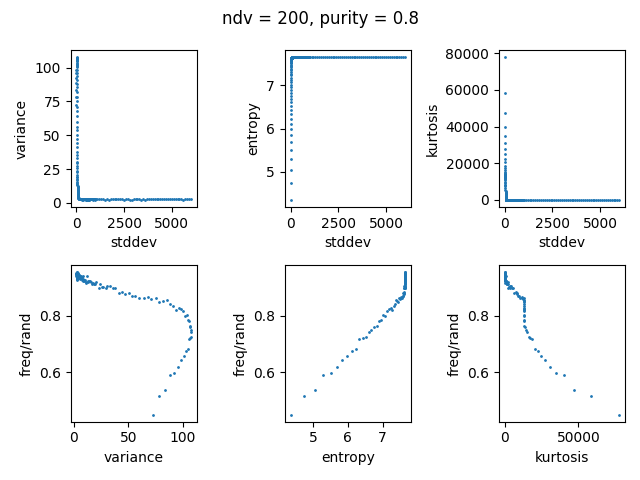 ndv = 200, purity = 0.8
variance
100
75
50
25
0
0
2500
5000
stddev
entropy
7
6
5
0
2500
5000
stddev
kurtosis
80000
60000
40000
20000
0
0
2500
5000
stddev
freq/rand
0.8
0.6
0
50
100
variance
freq/rand
0.8
0.6
5
6
7
entropy
freq/rand
0.8
0.6
0
50000
kurtosis